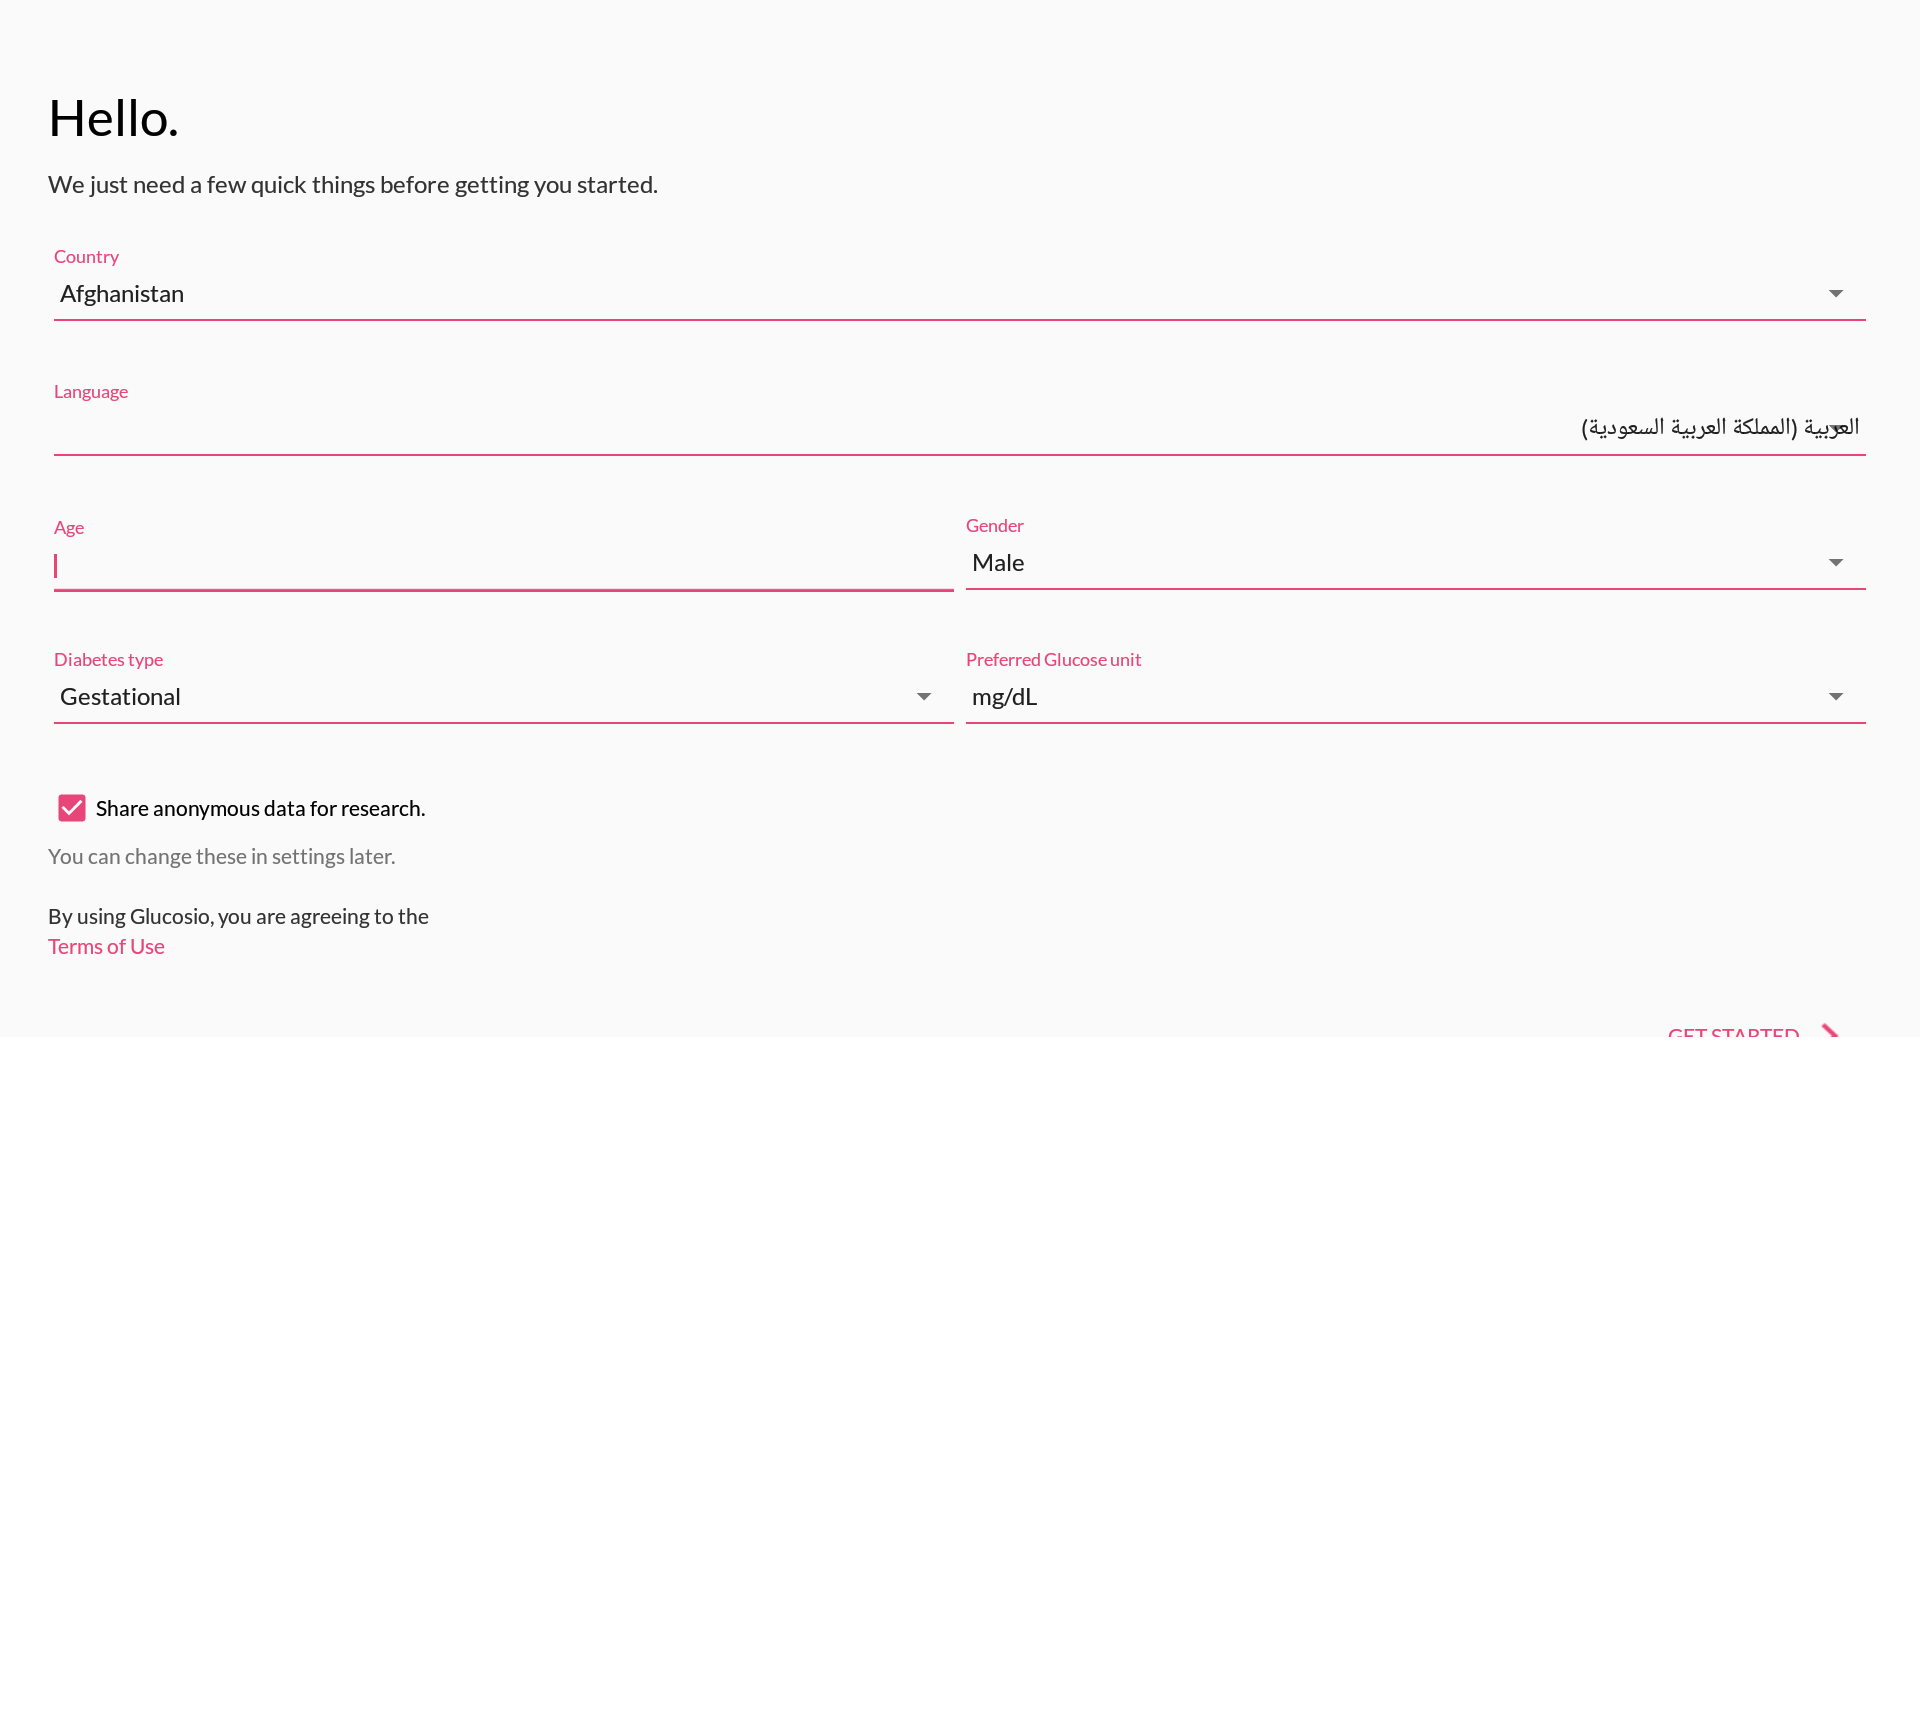 Hello.
We just need a few quick things before getting you started.
Country
Afghanistan
Language
العربية (المملكة العربية السعودية)
Age
Gender
Male
Diabetes type
Preferred Glucose unit
Gestational
mg/dL
Share anonymous data for research.
You can change these in settings later.
By using Glucosio, you are agreeing to the
Terms of Use
GET STARTED